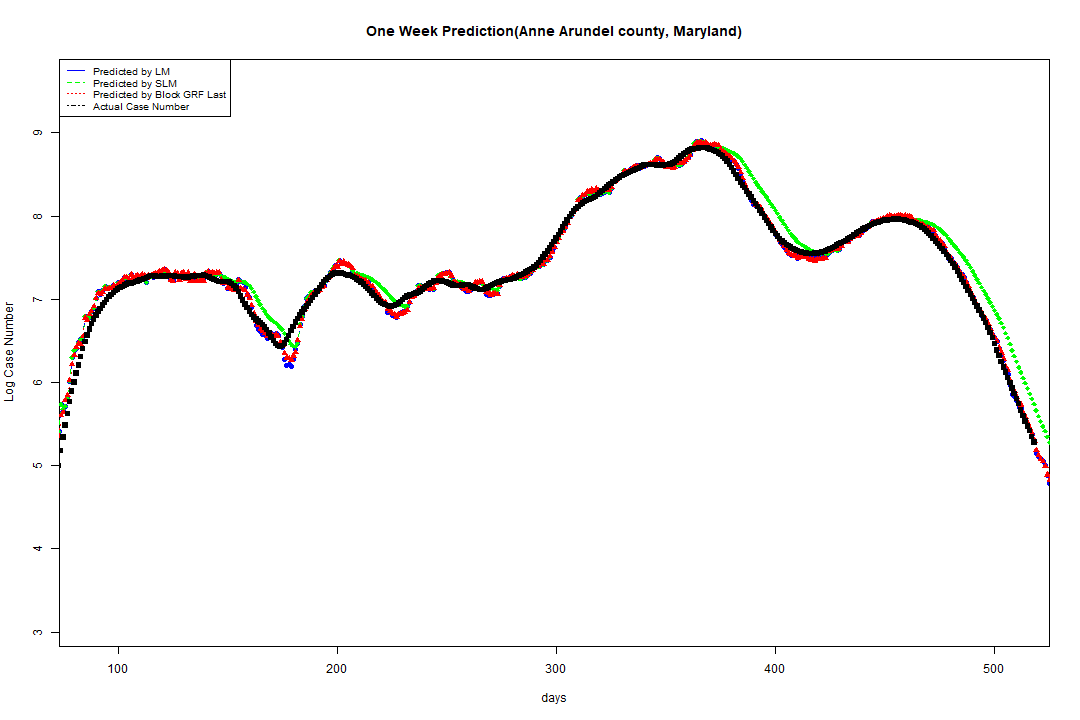 One Week Prediction(Anne Arundel county, Maryland)
Predicted by LM
Predicted by SLM
Predicted by Block GRF Last
Actual Case Number
Log Case Number
9
8
7
6
5
4
3
100 200 300 400 500
days